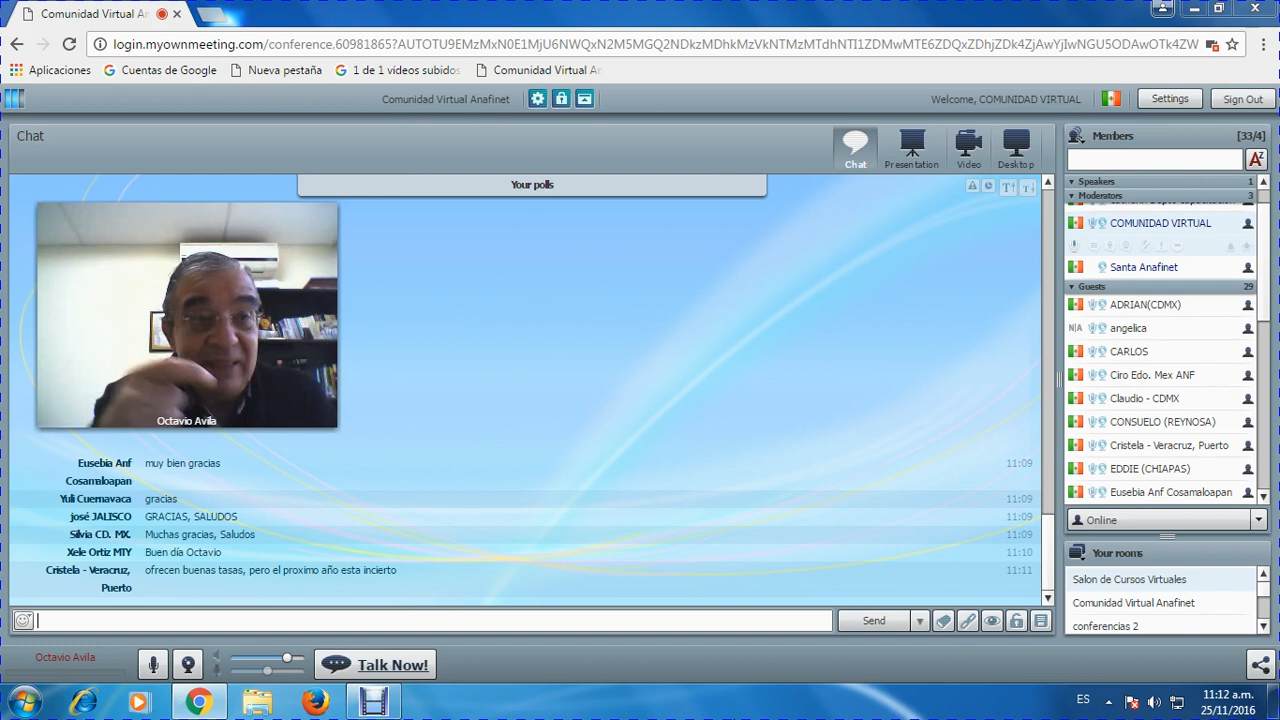 Comunidad Virtual An
login.myownmeeting.com/conference.60981865?AUTOTU9EMzMxN0E1MjU6NWQxN2M5MGQ2NDkzMDhkMzVkNTMzMTdhNTI1ZDMwMTE6ZDQxZDhjZDk4ZjAwYjIwNGU5ODAwOTk4ZW
Aplicaciones
Cuentas de Google
Nueva pestaña
1 de 1 vídeos subidos
Comunidad Virtual An
Comunidad Virtual Anafinet
Welcome, COMUNIDAD VIRTUAL
Settings
Sign Out
Chat
Chat
Presentation
Video
Desktop
Members
[33/4]
Your polls
Speakers 1
Moderators 3
COMUNIDAD VIRTUAL
Santa Anafinet
Guests 29
ADRIAN(CDMX)
N/A angelica
CARLOS
Ciro Edo. Mex ANF
Claudio - CDMX
CONSUELO (REYNOSA)
Cristela - Veracruz, Puerto
EDDIE (CHIAPAS)
Eusebia Anf Cosamaloapan
Octavio Avila
Eusebia Anf Cosamaloapan muy bien gracias 11:09
Yuli Cuernavaca gracias 11:09
josé JALISCO GRACIAS, SALUDOS 11:09
Silvia CD. MX. Muchas gracias, Saludos 11:09
Xele Ortiz MTY Buen día Octavio 11:10
Cristela - Veracruz, Puerto ofrecen buenas tasas, pero el proximo año esta incierto 11:11
Online
Your rooms
Salon de Cursos Virtuales
Comunidad Virtual Anafinet
conferencias 2
Send
Octavio Avila
Talk Now!
ES
11:12 a.m.
25/11/2016